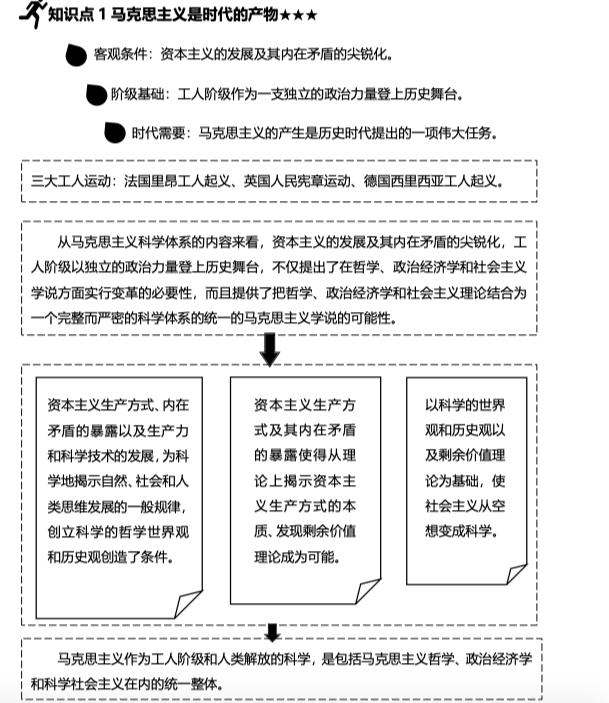 知识点 1 马克思主义是时代的产物★★★
客观条件：资本主义的发展及其内在矛盾的尖锐化。
阶级基础：工人阶级作为一支独立的政治力量登上历史舞台。
时代需要：马克思主义的产生是历史时代提出的一项伟大任务。
三大工人运动：法国里昂工人起义、英国人民宪章运动、德国西里西亚工人起义。
从马克思主义科学体系的内容来看，资本主义的发展及其内在矛盾的尖锐化，工
人阶级以独立的政治力量登上历史舞台，不仅提出了在哲学、政治经济学和社会主义
学说方面实行变革的必要性，而且提供了把哲学、政治经济学和社会主义理论结合为
一个完整而严密的科学体系的统一的马克思主义学说的可能性。
资本主义生产方式、内在
矛盾的暴露以及生产力
和科学技术的发展，为科
学地揭示自然、社会和人
类思维发展的一般规律，
创立科学的哲学世界观
和历史观创造了条件。
资本主义生产方
式及其内在矛盾
的暴露使得从理
论上揭示资本主
义生产方式的本
质、发现剩余价值
理论成为可能。
以科学的世界
观和历史观以
及剩余价值理
论为基础，使
社会主义从空
想变成科学。
马克思主义作为工人阶级和人类解放的科学，是包括马克思主义哲学、政治经济学
和科学社会主义在内的统一整体。